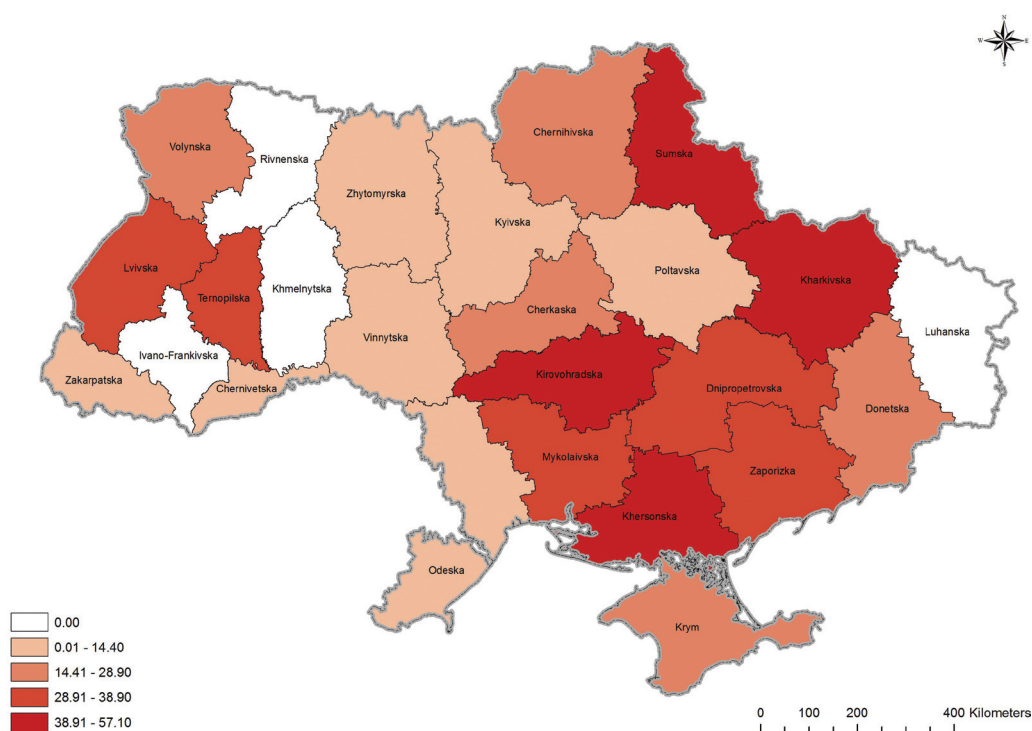 N
W E
S
Chernihivska
Volynska
Rivnenska
Sumska
Zhytomyrska
Kyivska
Lvivska
Poltavska
Kharkivska
Ternopilska
Khmelnytska
Cherkaska
Luhanska
Vinnytska
Ivano-Frankivska
Kirovohradska
Zakarpatska
Chernivetska
Dnipropetrovska
Donetska
Mykolaivska
Zaporizka
Khersonska
Odeska
Krym
0.00
0.01 - 14.40
14.41 - 28.90
28.91 - 38.90
38.91 - 57.10
0 100 200 400 Kilometers